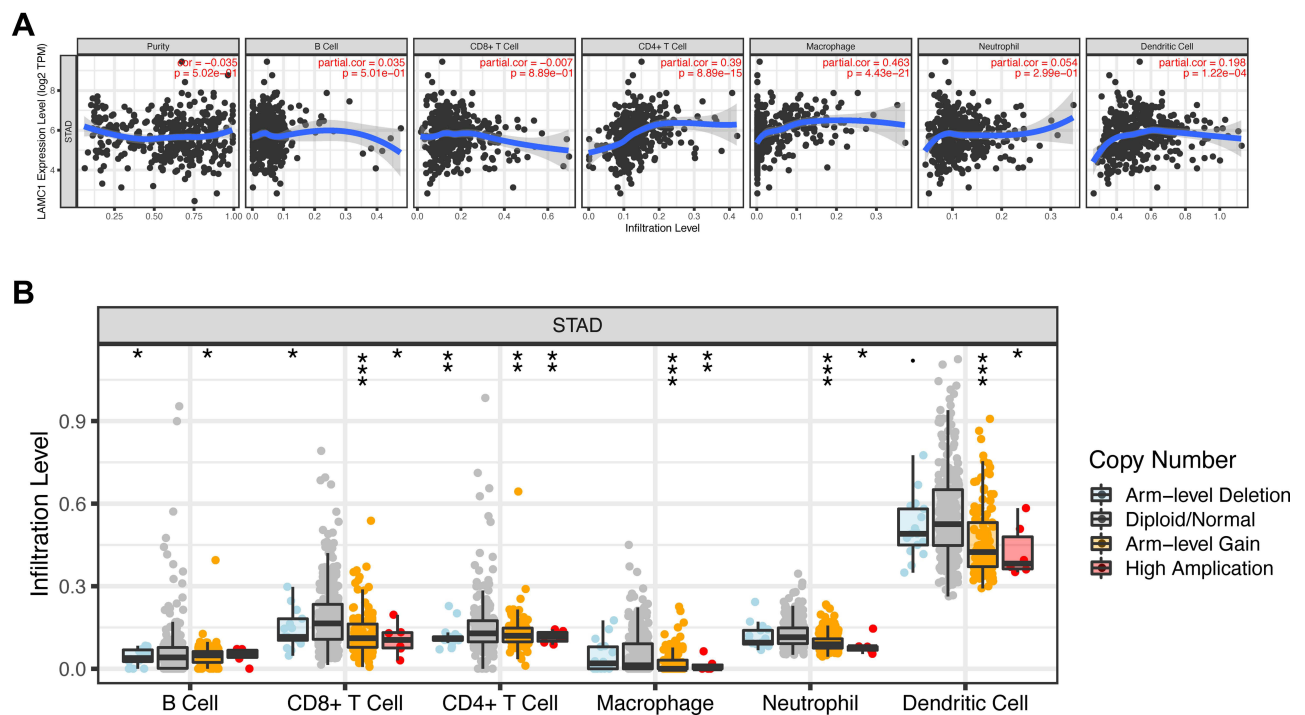 A
Purity
B Cell
CD8+ T Cell
CD4+ T Cell
Macrophage
Neutrophil
Dendritic Cell
LAMC1 Expression Level (log2 TPM)
STAD
8
6
4
cor = −0.035
p = 5.02e−01
partial.cor = 0.035
p = 5.01e−01
partial.cor = −0.007
p = 8.89e−01
partial.cor = 0.39
p = 8.89e−15
partial.cor = 0.463
p = 4.43e−21
partial.cor = 0.054
p = 2.99e−01
partial.cor = 0.198
p = 1.22e−04
0.25 0.50 0.75 1.00
0.0 0.1 0.2 0.3 0.4
0.0 0.2 0.4 0.6
0.0 0.1 0.2 0.3 0.4
0.0 0.1 0.2 0.3
0.1 0.2 0.3
0.4 0.6 0.8 1.0
Infiltration Level
B
STAD
* * * *** * ** ** ** *** ** *** * . *** *
Infiltration Level
0.9
0.6
0.3
0.0
B Cell
CD8+ T Cell
CD4+ T Cell
Macrophage
Neutrophil
Dendritic Cell
Copy Number
Arm−level Deletion
Diploid/Normal
Arm−level Gain
High Amplication